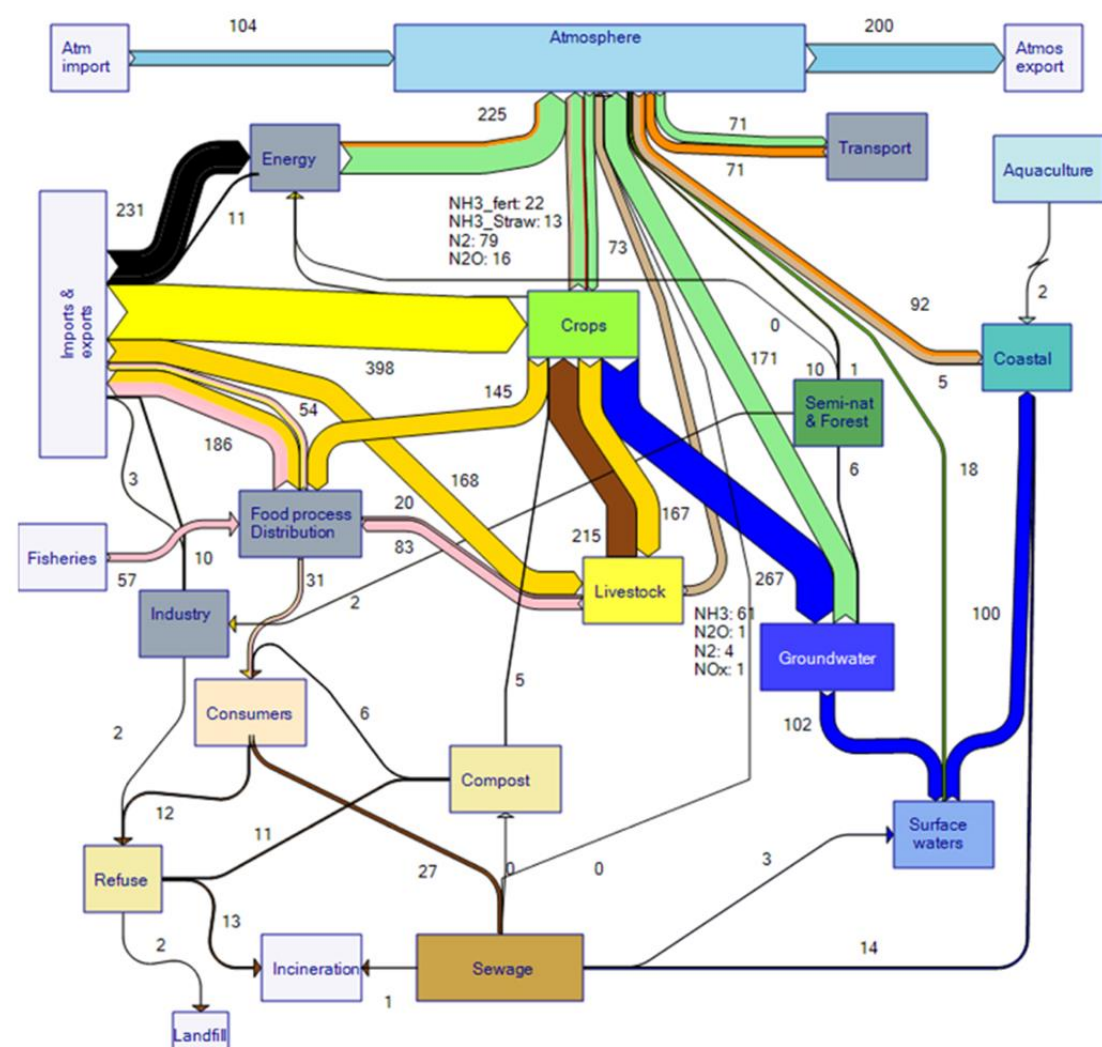 104
200
Atm
import
Atmosphere
Atmos
export
225
71
Energy
Transport
71
Aquaculture
231
11
NH3_fert: 22
NH3_Straw: 13
N2: 79
N2O: 16
73
Imports &
exports
92
2
Crops
0
Coastal
398
171
10
1
5
145
54
Semi-nat
& Forest
186
6
3
168
18
20
167
Food process
Distribution
215
83
Fisheries
10
57
31
267
Livestock
Industry
2
NH3: 61
N2O: 1
N2: 4
NOx: 1
100
Groundwater
5
Consumers
6
2
102
Compost
12
11
Surface
waters
Refuse
27
0
0
3
13
2
14
Incineration
Sewage
1
Landfill